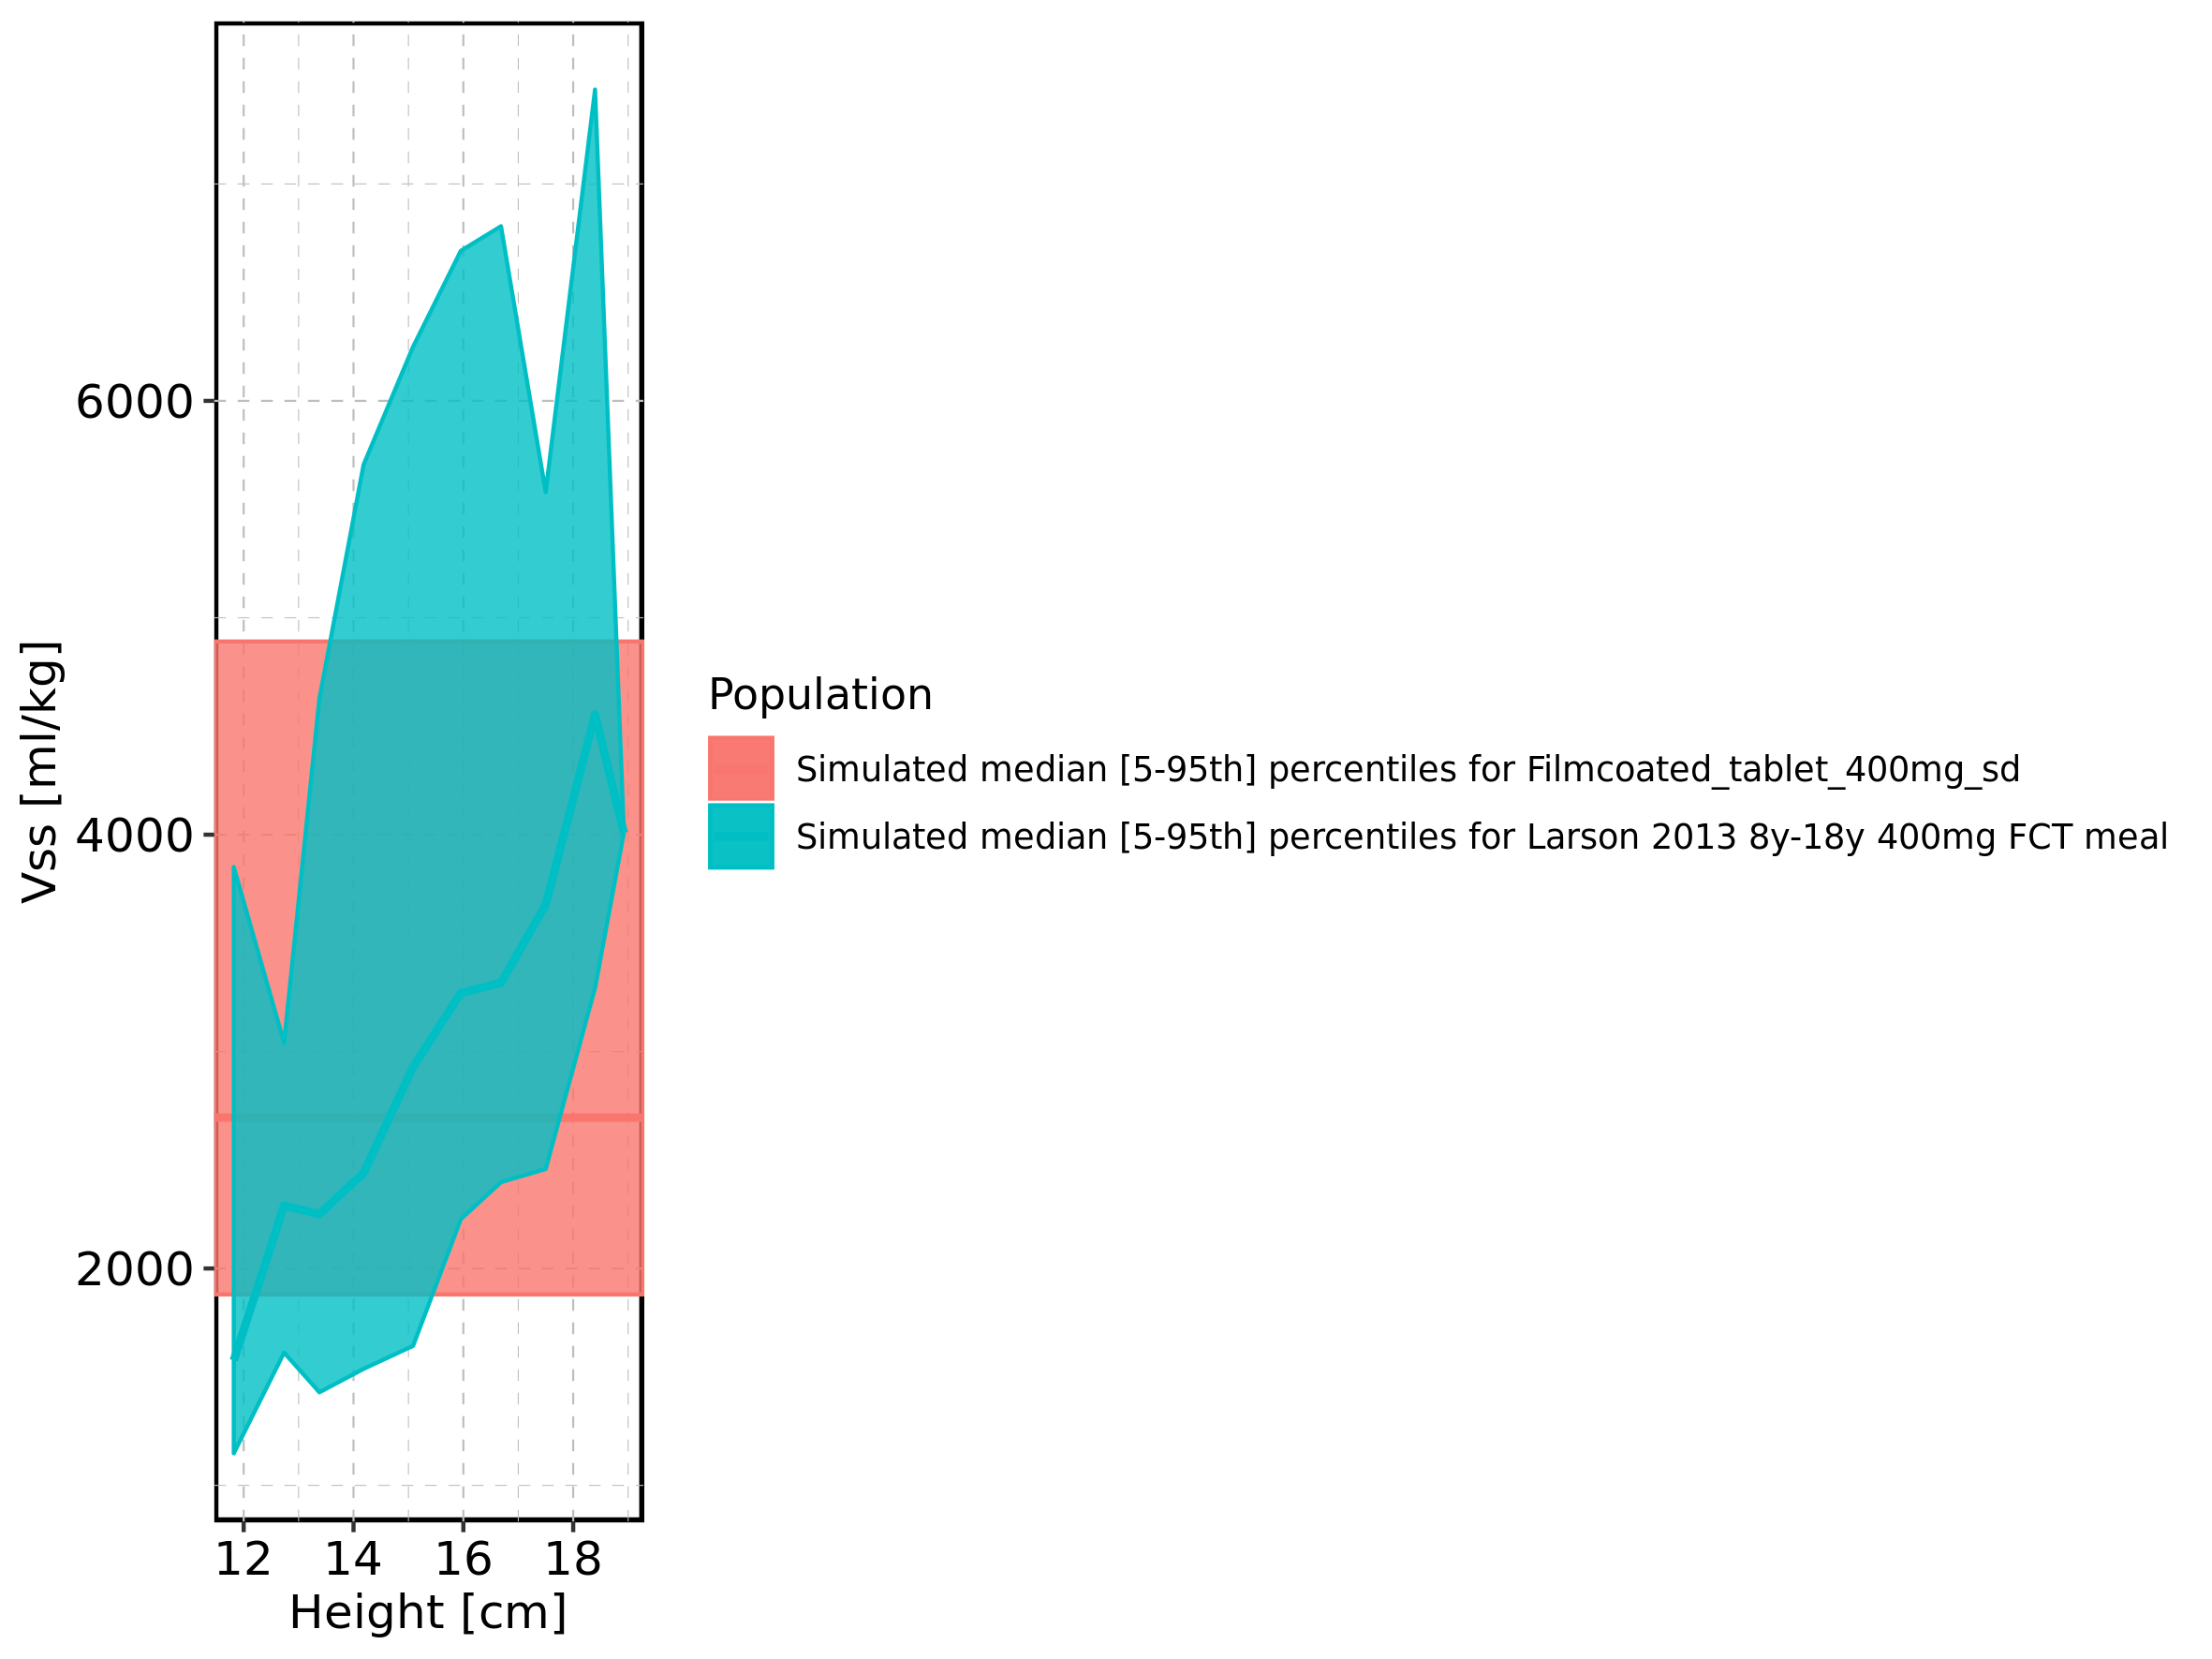 6000
4000
2000
Vss [ml/kg]
12 14 16 18
Height [cm]
Population
Simulated median [5-95th] percentiles for Filmcoated_tablet_400mg_sd
Simulated median [5-95th] percentiles for Larson 2013 8y-18y 400mg FCT meal